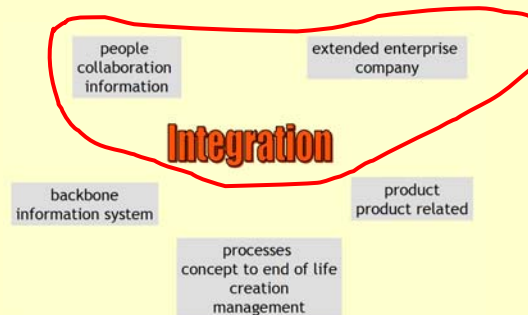 people
collaboration
information
extended enterprise
company
Integration
backbone
information system
product
product related
processes
concept to end of life
creation
management